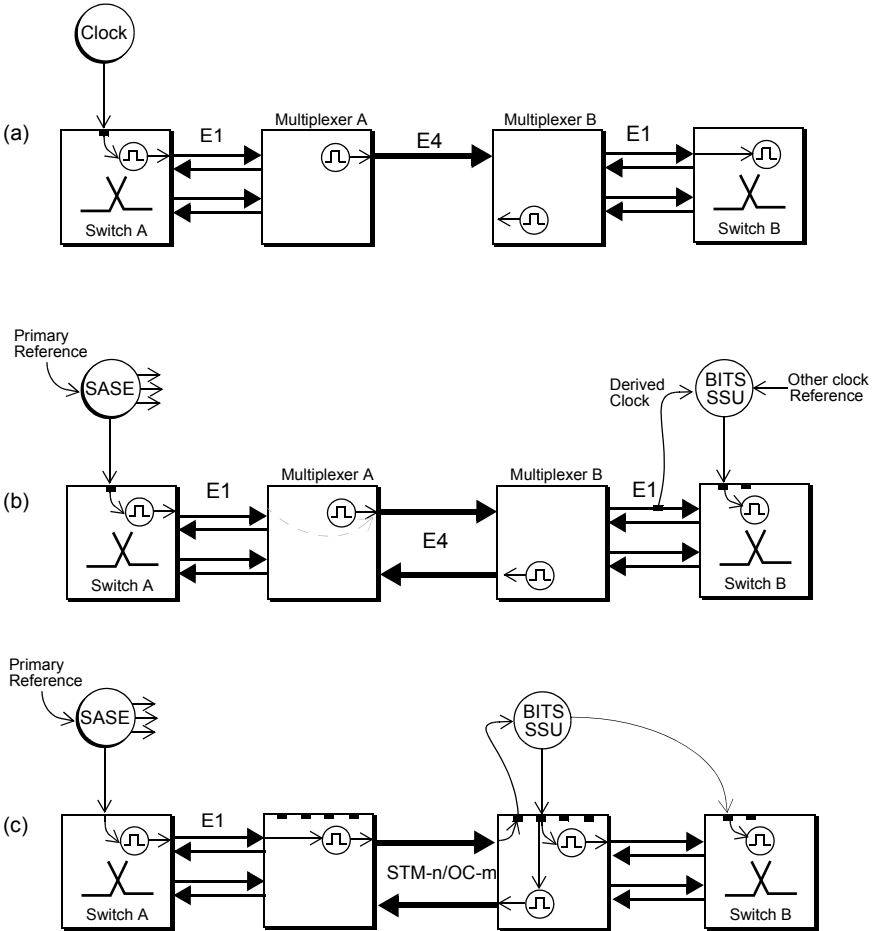 Clock
(a)
E1
Multiplexer A
E4
Multiplexer B
E1
Switch A
Switch B
Primary
Reference
SASE
Derived
Clock
BITS
SSU
Other clock
Reference
(b)
E1
Multiplexer A
E4
Multiplexer B
E1
Switch A
Switch B
Primary
Reference
SASE
BITS
SSU
(c)
E1
STM-n/OC-m
Switch A
Switch B